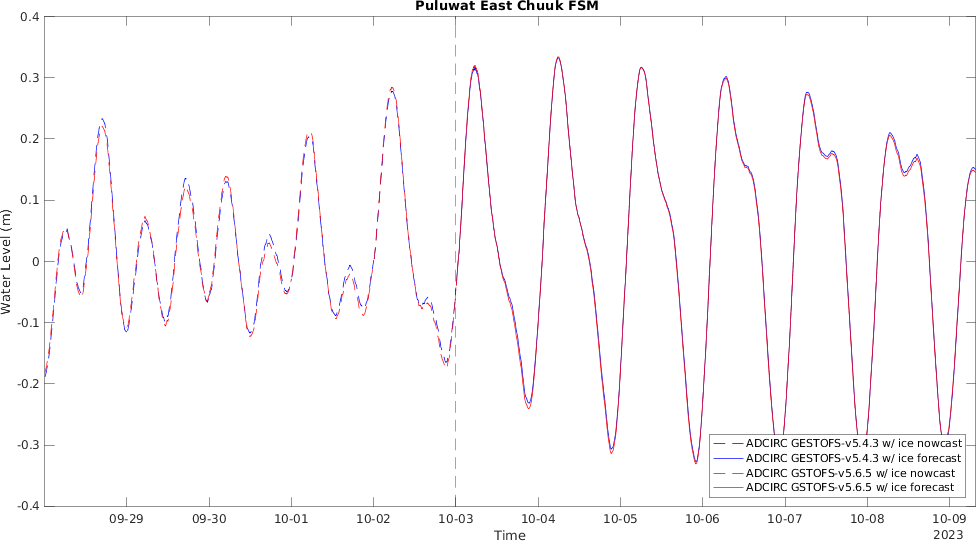 Puluwat East Chuuk FSM
0.4
0.3
0.2
0.1
0
-0.1
-0.2
-0.3
-0.4
Water Level (m)
ADCIRC GESTOFS-v5.4.3 w/ ice nowcast
ADCIRC GESTOFS-v5.4.3 w/ ice forecast
ADCIRC GSTOFS-v5.6.5 w/ ice nowcast
ADCIRC GSTOFS-v5.6.5 w/ ice forecast
09-29 09-30 10-01 10-02 10-03 10-04 10-05 10-06 10-07 10-08 10-09
2023
Time